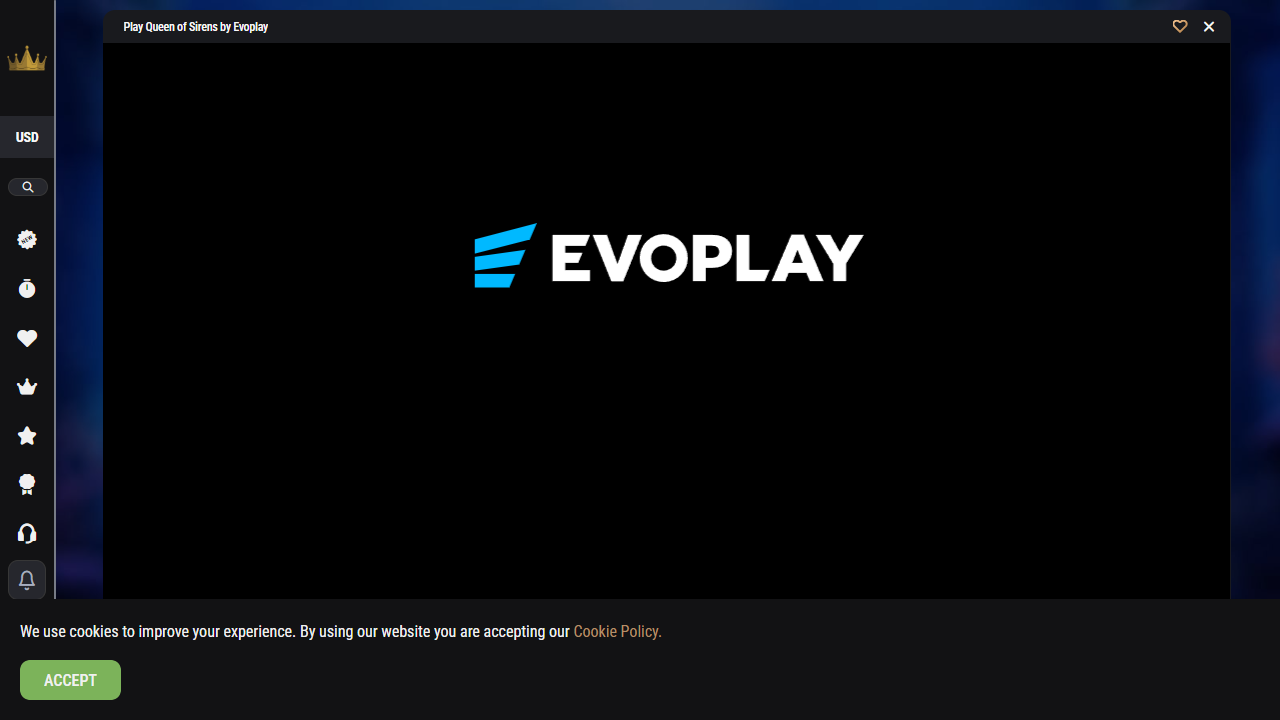 Play Queen of Sirens by Evoplay
USD
NEW
EVOPLAY
We use cookies to improve your experience. By using our website you are accepting our Cookie Policy.
ACCEPT